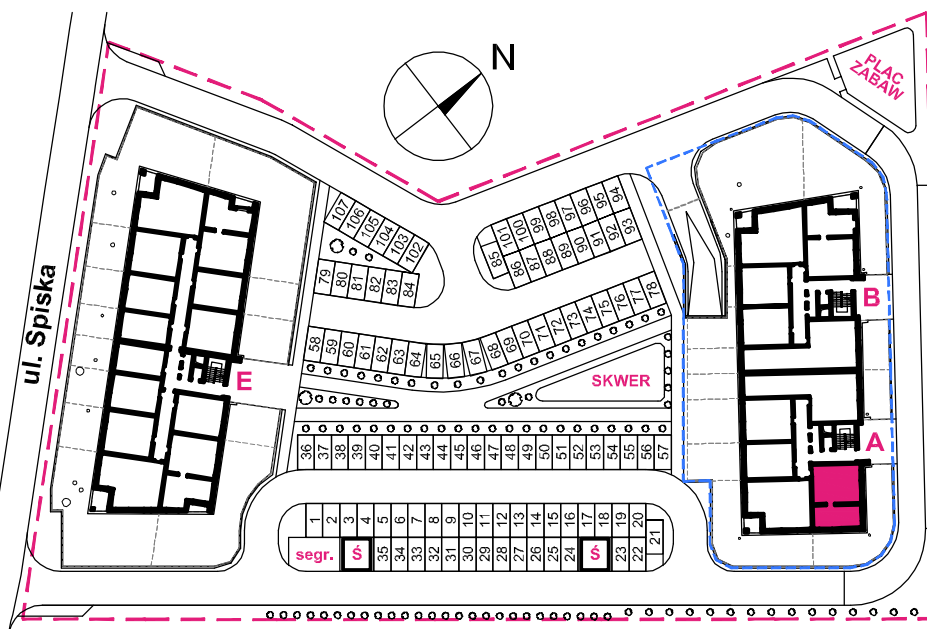 N
PLAC
ZABAW
ul. Spiska
107
106
105
104
103
102
79 80 81 82 83 84
101 100 99 98 97 96 95 94
85 86 87 88 89 90 91 92 93
B
58 59 60 61 62 63 64 65 66 67 68 69 70 71 72 73 74 75 76 77 78
E
SKWER
A
36 37 38 39 40 41 42 43 44 45 46 47 48 49 50 51 52 53 54 55 56 57
1 2 3 4 5 6 7 8 9 10 11 12 13 14 15 16 17 18 19 20
21
segr. Ś 35 34 33 32 31 30 29 28 27 26 25 24 Ś 23 22